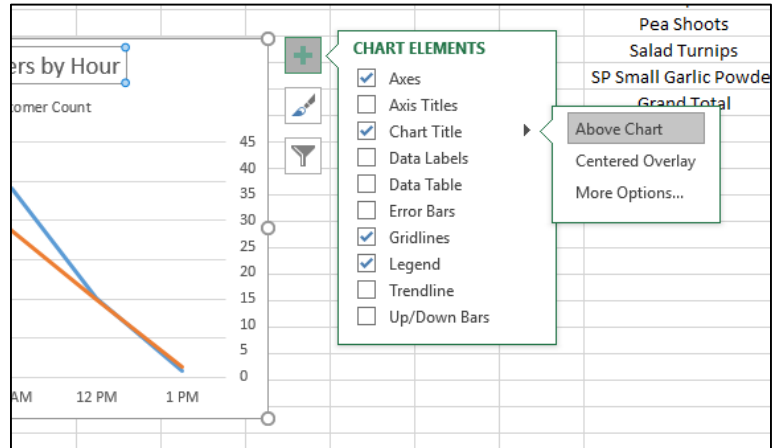 ers by Hour
tomer Count
45
40
35
30
25
20
15
10
5
0
AM 12 PM 1 PM
CHART ELEMENTS
Axes
Axis Titles
Chart Title
Data Labels
Data Table
Error Bars
Gridlines
Legend
Trendline
Up/Down Bars
Above Chart
Centered Overlay
More Options...
Pea Shoots
Salad Turnips
SP Small Garlic Powde
Grand Total